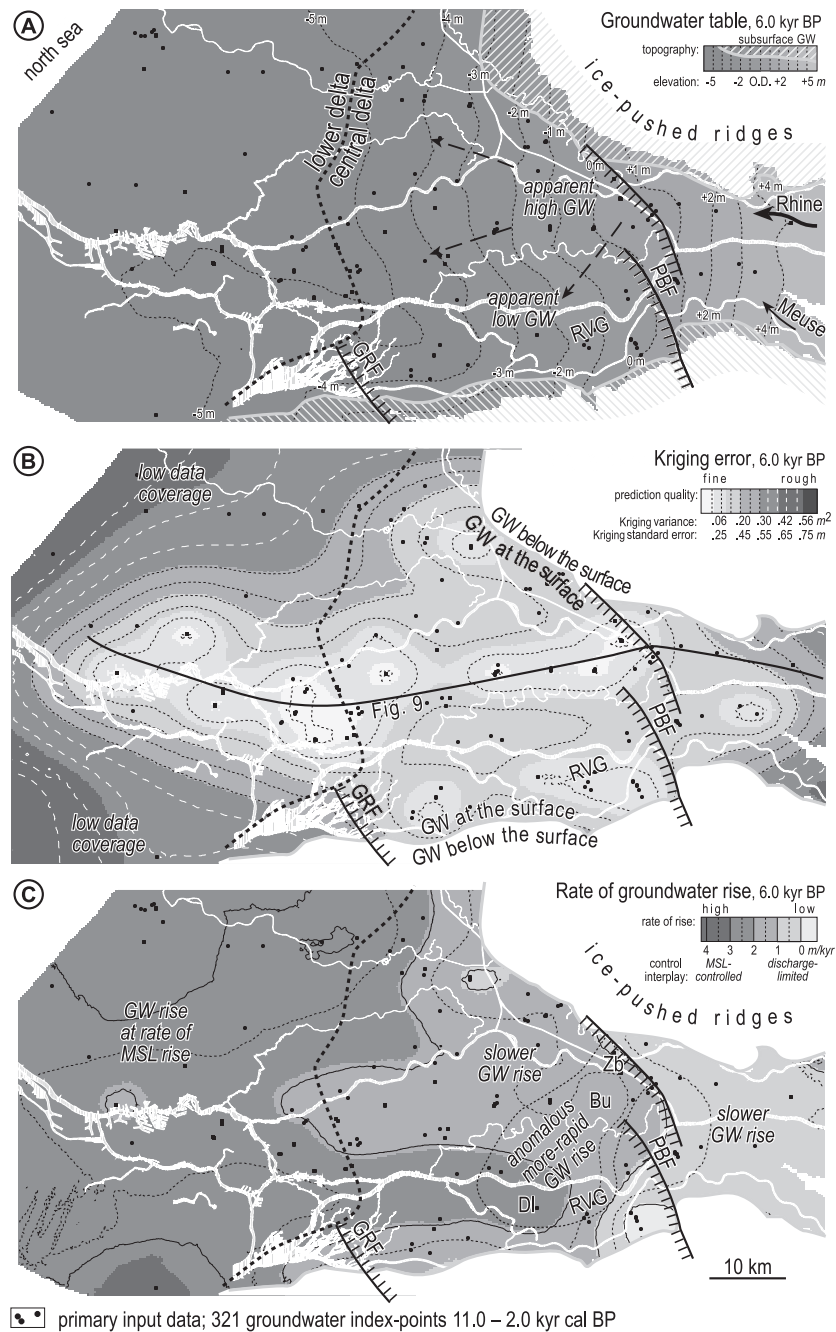 A
north sea
-5 m
-4 m
Groundwater table, 6.0 kyr BP
subsurface GW
topography:
elevation: -5 -2 O.D. +2 +5 m
ice-pushed ridges
lower delta
central delta
-3 m
-2 m
-1 m
0 m
+1 m
+2 m
+4 m
Rhine
apparent
high GW
apparent
low GW
PBF
RVG
Meuse
+2 m
+4 m
GRF
0 m
-4 m
-3 m
-2 m
-5 m
B
low data
coverage
Kriging error, 6.0 kyr BP
fine rough
prediction quality:
Kriging variance: .06 .20 .30 .42 .56 m2
Kriging standard error: .25 .45 .55 .65 .75 m
GW below the surface
GW at the surface
Fig. 9
PBF
RVG
GRF
GW at the surface
GW below the surface
low data
coverage
C
Rate of groundwater rise, 6.0 kyr BP
high low
rate of rise:
4 3 2 1 0 m/kyr
control
interplay:
MSL-
controlled
discharge-
limited
ice-pushed ridges
GW rise
at rate of
MSL rise
slower
GW rise
Zb
Bu
anomalous
more-rapid
GW rise
slower
GW rise
PBF
Dl
RVG
GRF
10 km
primary input data; 321 groundwater index-points 11.0 – 2.0 kyr cal BP